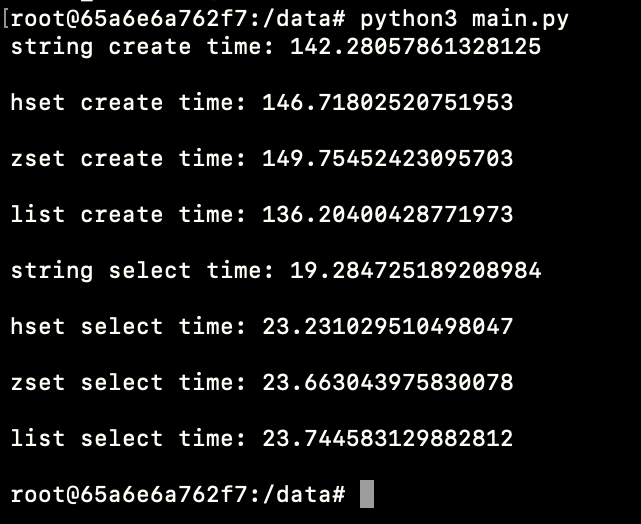 root@65a6e6a762f7:/data# python3 main.py
string create time: 142.28057861328125
hset create time: 146.71802520751953
zset create time: 149.75452423095703
list create time: 136.20400428771973
string select time: 19.284725189208984
hset select time: 23.231029510498047
zset select time: 23.663043975830078
list select time: 23.744583129882812
root@65a6e6a762f7:/data#